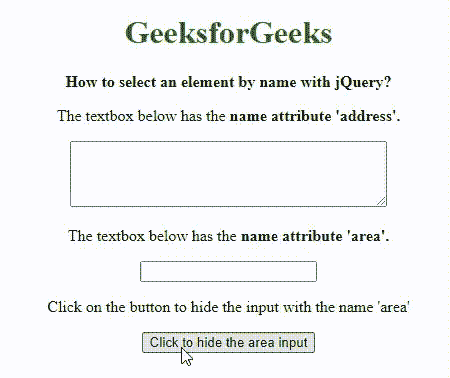 GeeksforGeeks
How to select an element by name with jQuery?
The textbox below has the name attribute 'address'.
The textbox below has the name attribute 'area'.
Click on the button to hide the input with the name 'area'
Click to hide the area input